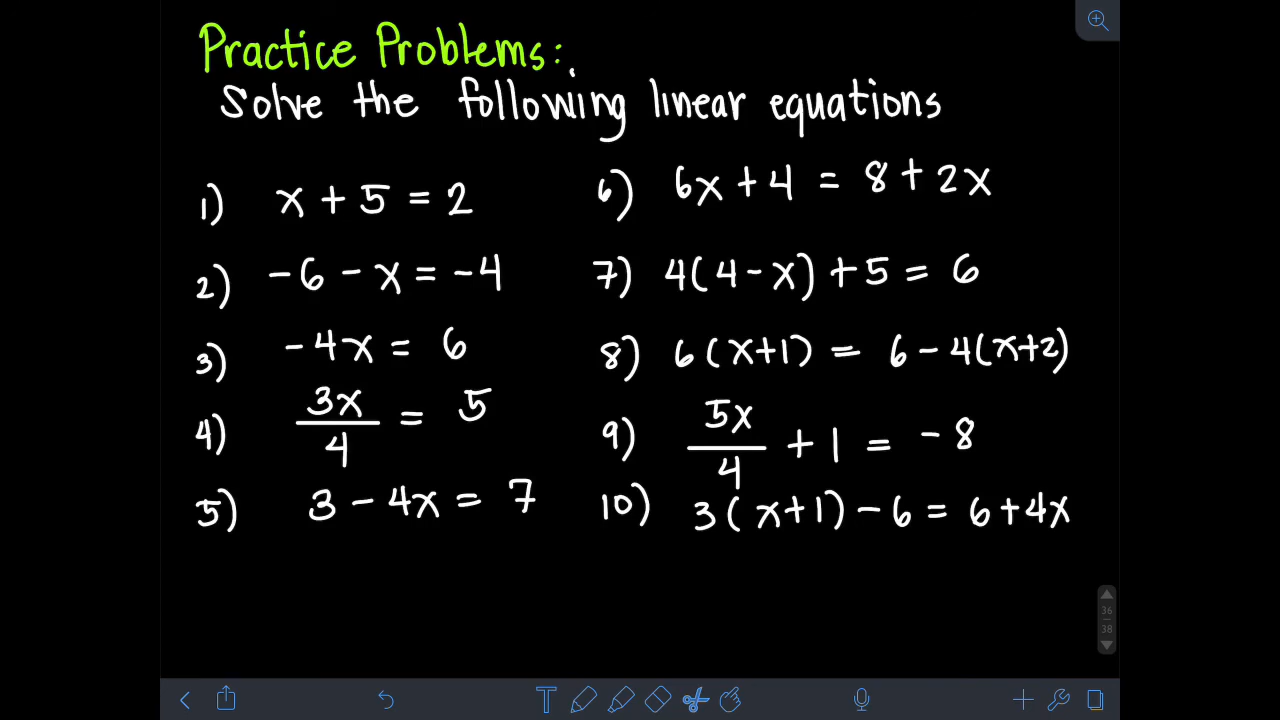 Practice Problems:
Solve the following linear equations
1) x + 5 = 2
2) -6 - x = -4
3) -4x = 6
4) 3x/4 = 5
5) 3 - 4x = 7
6) 6x + 4 = 8 + 2x
7) 4(4 - x) + 5 = 6
8) 6(x+1) = 6 - 4(x+2)
9) 5x/4 + 1 = -8
10) 3(x+1) - 6 = 6 + 4x
36
38
T